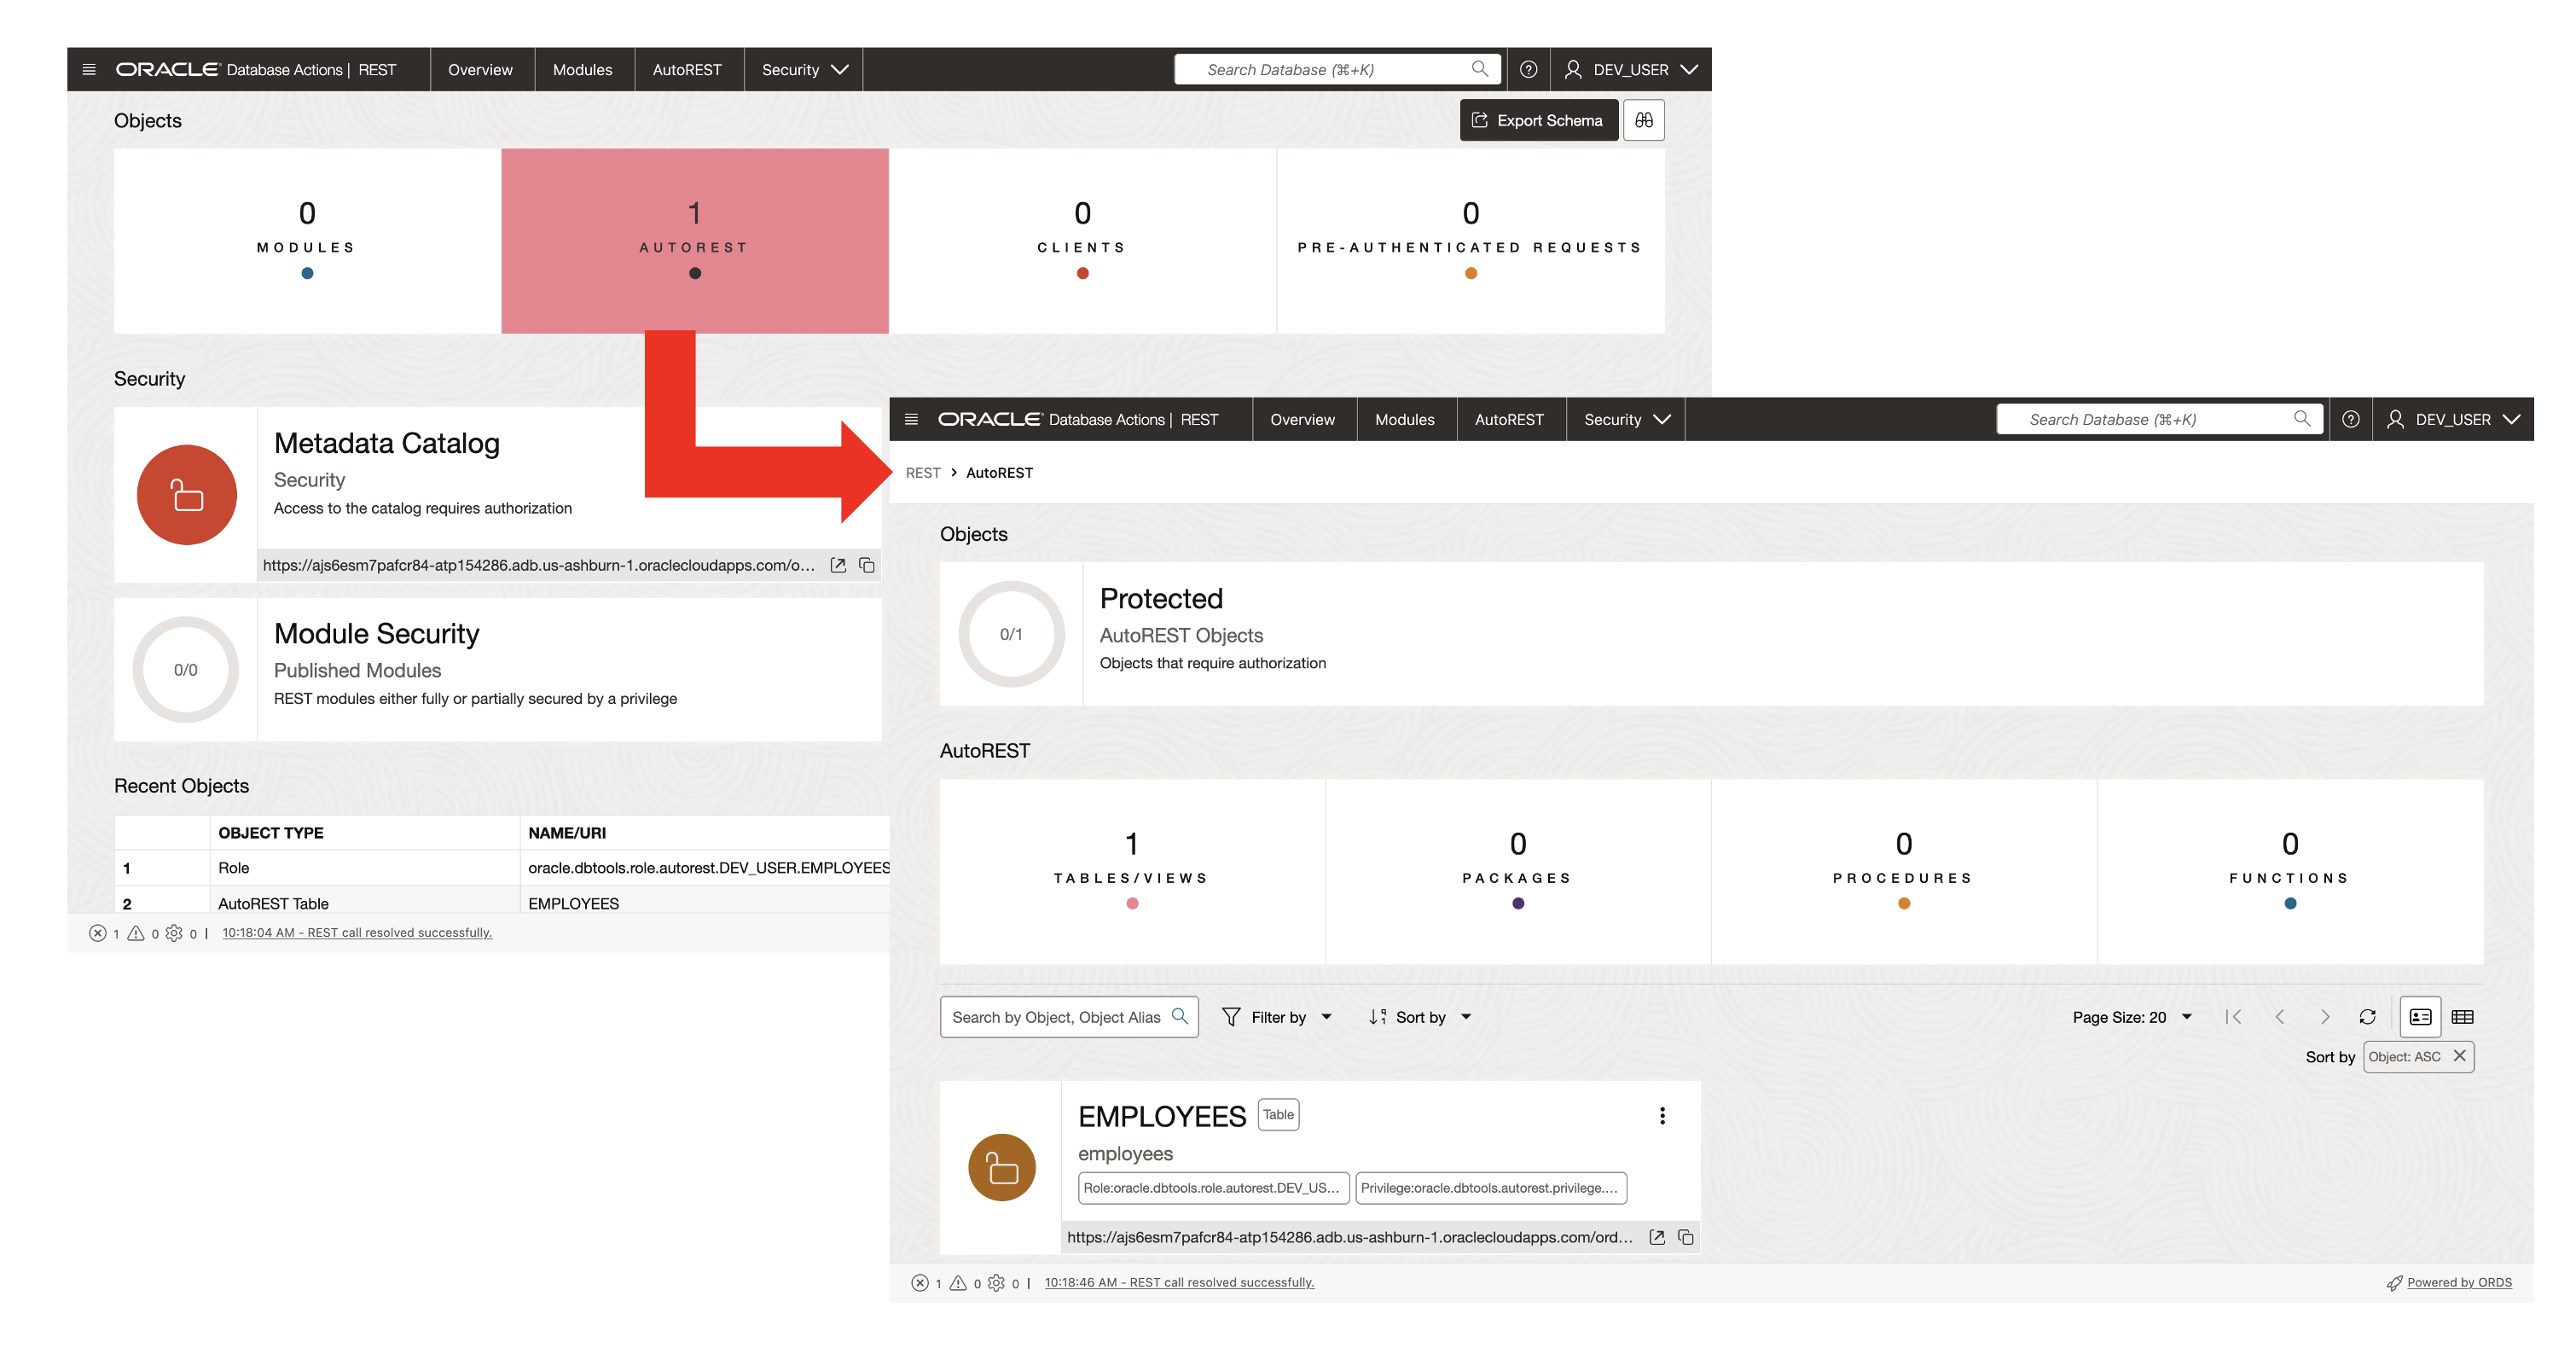 ORACLE Database Actions | REST Overview Modules AutoREST Security Search Database (⌘+K) DEV_USER
Objects Export Schema
0 1 0 0
MODULES AUTOREST CLIENTS PRE-AUTHENTICATED REQUESTS
Security
Metadata Catalog
Security
Access to the catalog requires authorization
https://ajs6esm7pafcr84-atp154286.adb.us-ashburn-1.oraclecloudapps.com/o...
0/0
Module Security
Published Modules
REST modules either fully or partially secured by a privilege
Recent Objects
OBJECT TYPE NAME/URI
1 Role oracle.dbtools.role.autorest.DEV_USER.EMPLOYEES
2 AutoREST Table EMPLOYEES
1 0 0 | 10:18:04 AM - REST call resolved successfully.
ORACLE Database Actions | REST Overview Modules AutoREST Security Search Database (⌘+K) DEV_USER
REST > AutoREST
Objects
0/1
Protected
AutoREST Objects
Objects that require authorization
AutoREST
1 0 0 0
TABLES/VIEWS PACKAGES PROCEDURES FUNCTIONS
Search by Object, Object Alias Filter by Sort by Page Size: 20
Sort by Object: ASC
EMPLOYEES Table
employees
Role:oracle.dbtools.role.autorest.DEV_US... Privilege:oracle.dbtools.autorest.privilege....
https://ajs6esm7pafcr84-atp154286.adb.us-ashburn-1.oraclecloudapps.com/ord...
1 0 0 | 10:18:46 AM - REST call resolved successfully. Powered by ORDS